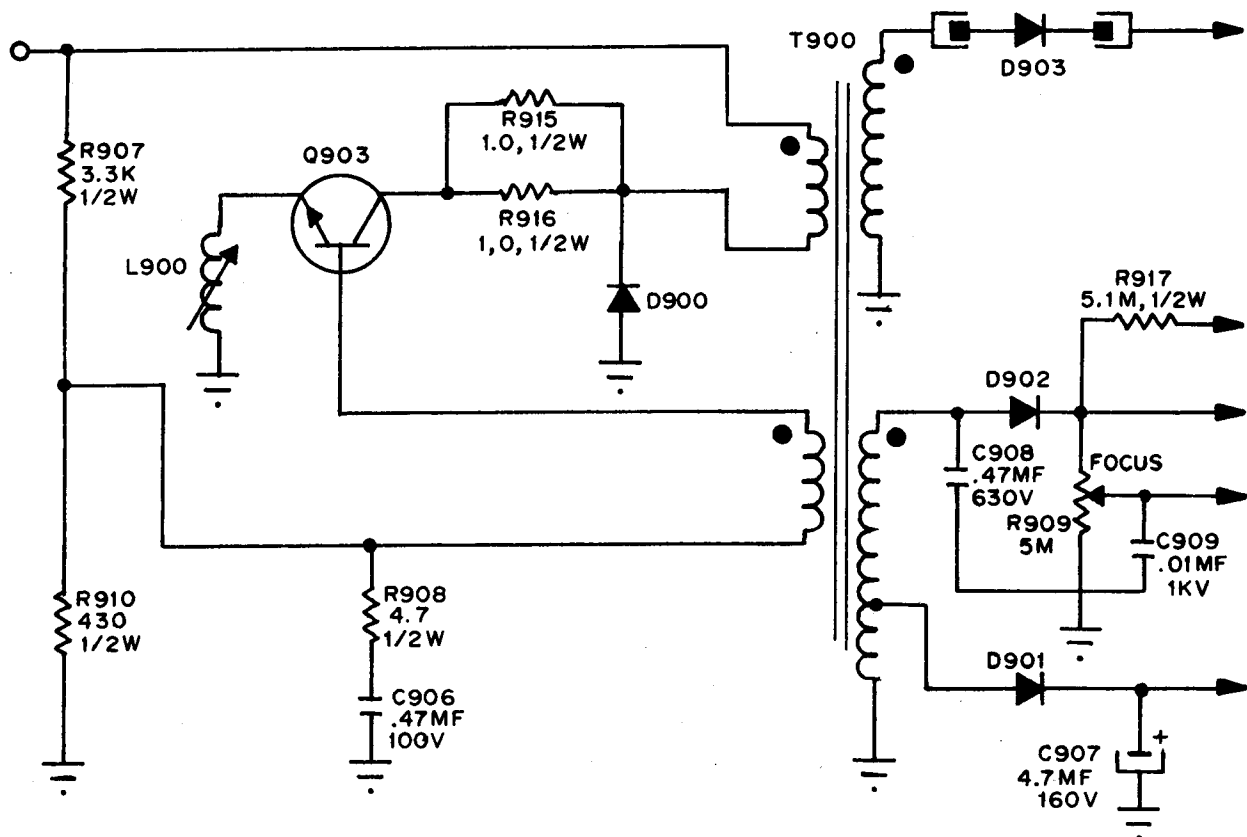 T900
D903
R907
3.3K
1/2W
Q903
R915
1.0, 1/2W
R916
1,0, 1/2W
L900
D900
R917
5.1M, 1/2W
D902
C908
.47MF
630V
FOCUS
R909
5M
C909
.01MF
1KV
R910
430
1/2W
R908
4.7
1/2W
C906
.47MF
100V
D901
C907
4.7MF
160V
+